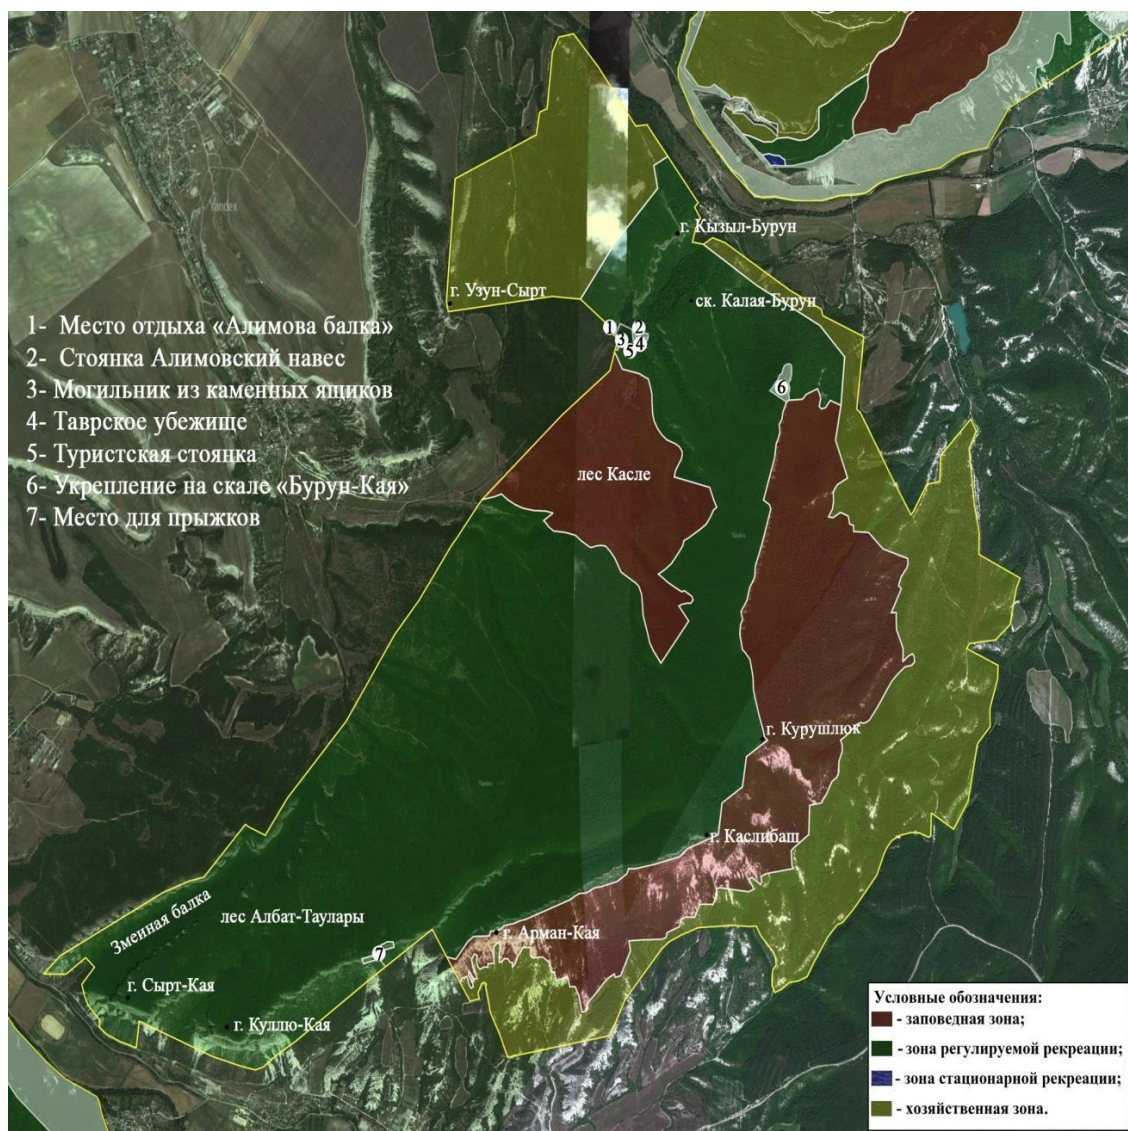 Yandex
г. Кызыл-Бурун
г. Узун-Сырт
ск. Калая-Бурун
1- Место отдыха «Алимова балка»
2- Стоянка Алимовский навес
3- Могильник из каменных ящиков
4- Таврское убежище
5- Туристская стоянка
6- Укрепление на скале «Бурун-Кая»
7- Место для прыжков
1
2
3
4
5
6
лес Касле
Yandex
г. Курушлюк
г. Каслибаш
Змеиная балка
лес Албат-Таулары
г. Арман-Кая
7
г. Сырт-Кая
г. Куллю-Кая
Условные обозначения:
- заповедная зона;
- зона регулируемой рекреации;
- зона стационарной рекреации;
- хозяйственная зона.